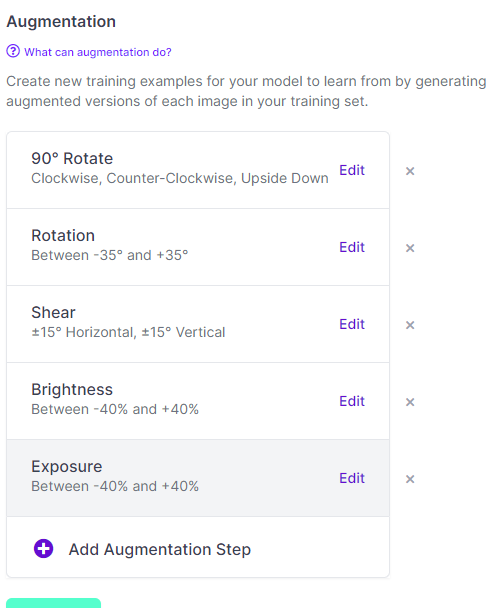 Augmentation
What can augmentation do?
Create new training examples for your model to learn from by generating
augmented versions of each image in your training set.
90° Rotate
Clockwise, Counter-Clockwise, Upside Down
Edit
×
Rotation
Between -35° and +35°
Edit
×
Shear
±15° Horizontal, ±15° Vertical
Edit
×
Brightness
Between -40% and +40%
Edit
×
Exposure
Between -40% and +40%
Edit
×
Add Augmentation Step